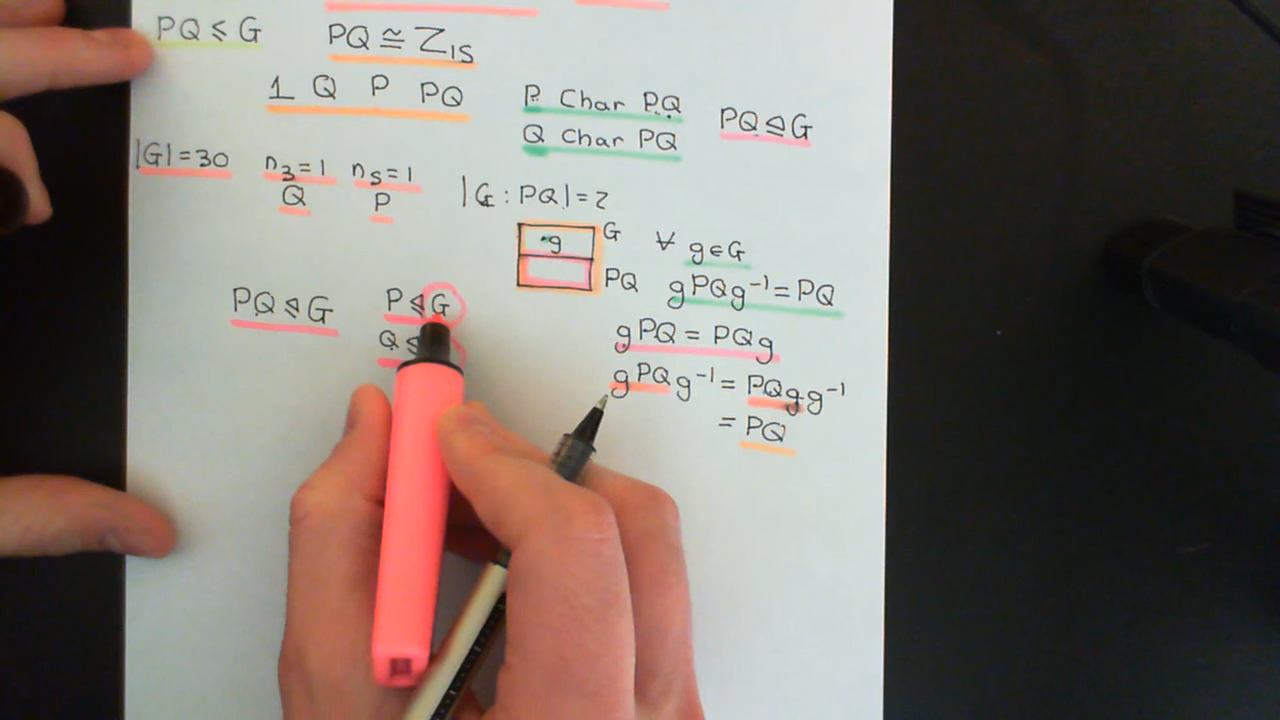 PQ ≤ G PQ ≅ Z₁₅
1 Q P PQ
P Char PQ
Q Char PQ
PQ ⊴ G
|G| = 30 n₃ = 1 n₅ = 1
Q P
|G : PQ| = 2
g G
PQ
∀ g ∈ G
gPQg⁻¹ = PQ
gPQ = PQg
gPQg⁻¹ = PQgg⁻¹
= PQ
PQ ⊴ G
P ⊴ G
Q ⊴